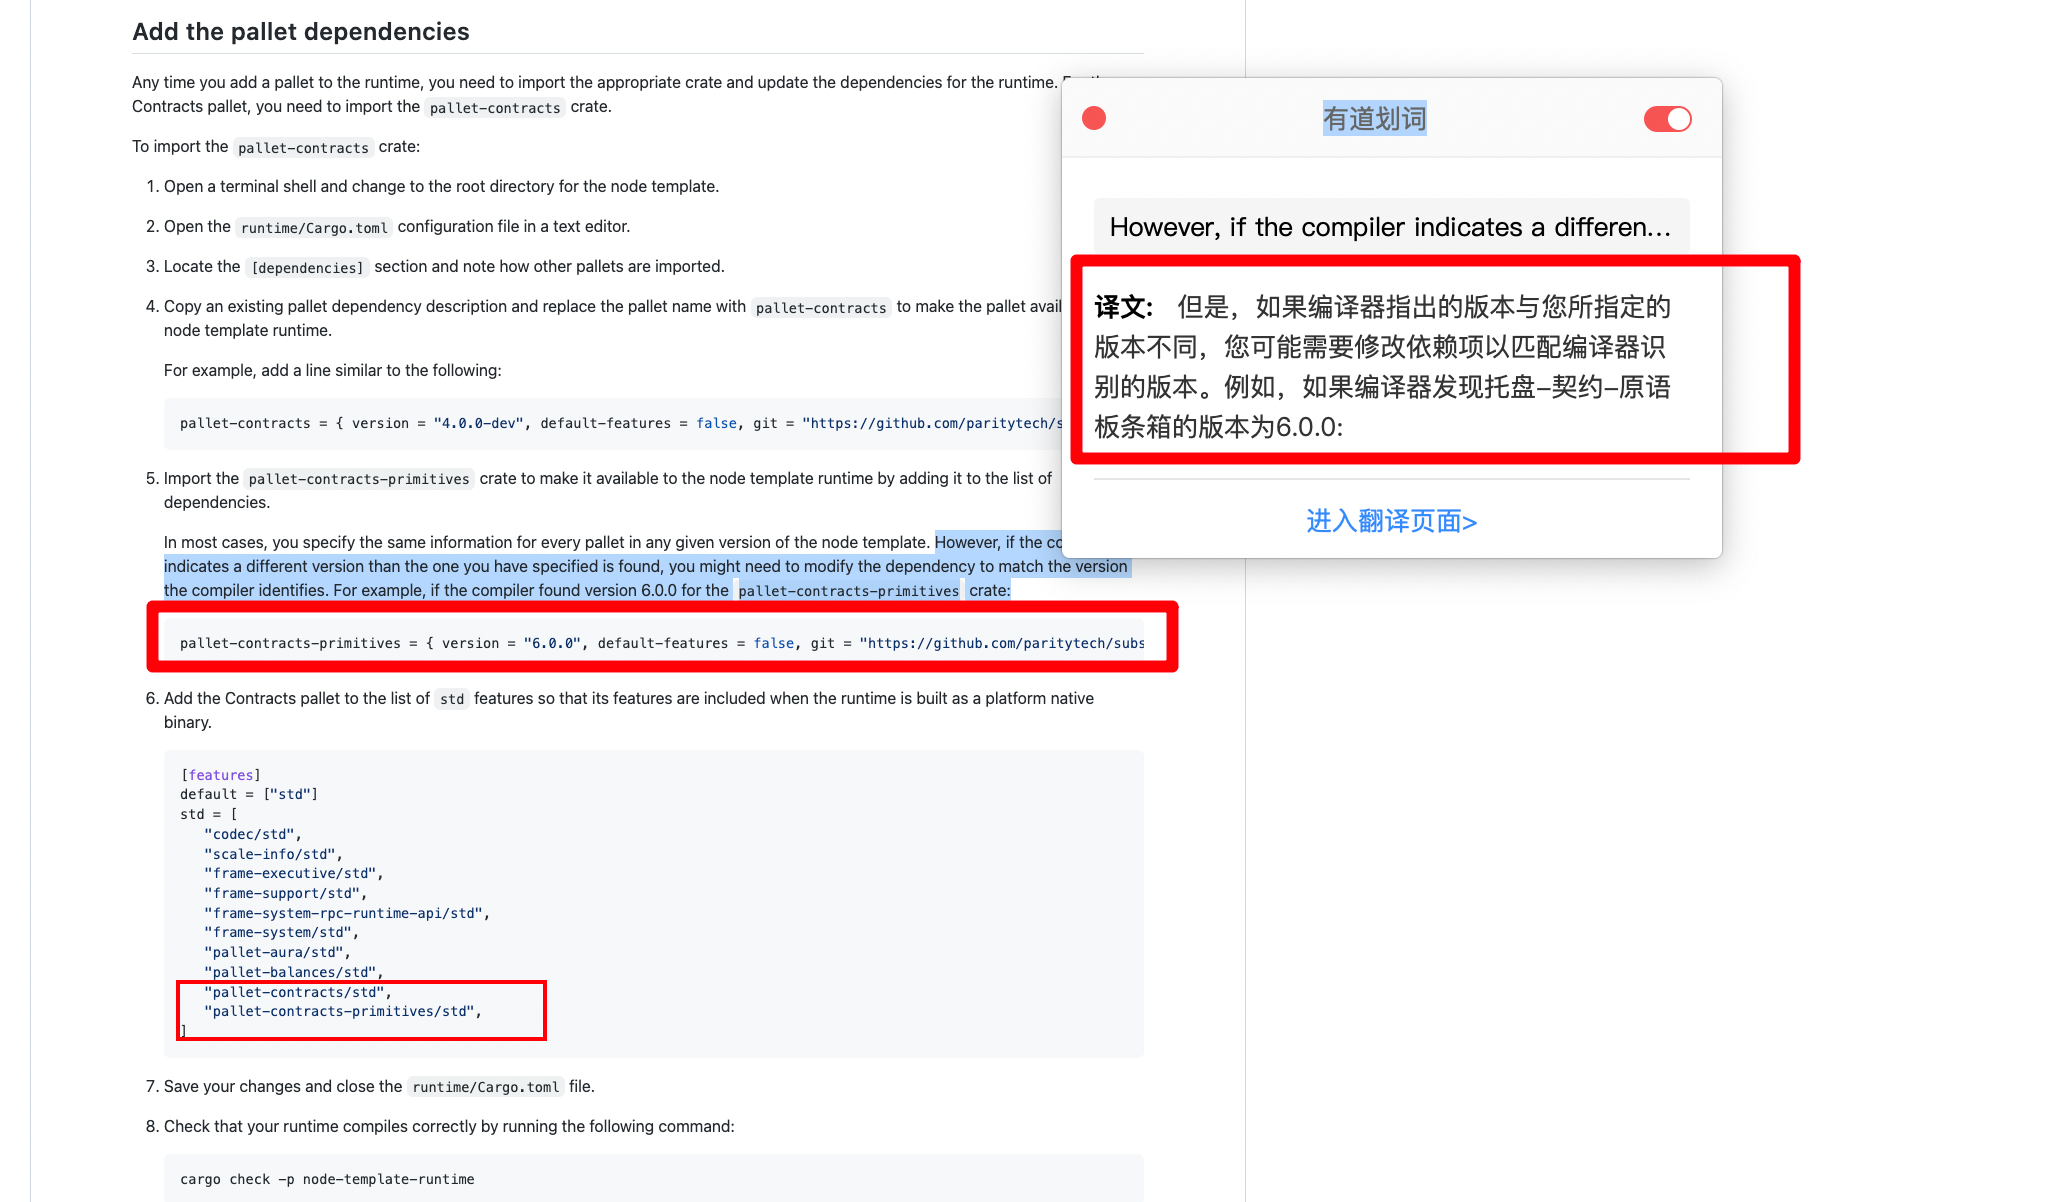 Add the pallet dependencies
Any time you add a pallet to the runtime, you need to import the appropriate crate and update the dependencies for the runtime.
Contracts pallet, you need to import the pallet-contracts crate.
To import the pallet-contracts crate:
1. Open a terminal shell and change to the root directory for the node template.
2. Open the runtime/Cargo.toml configuration file in a text editor.
3. Locate the [dependencies] section and note how other pallets are imported.
4. Copy an existing pallet dependency description and replace the pallet name with pallet-contracts to make the pallet avail
node template runtime.
For example, add a line similar to the following:
pallet-contracts = { version = "4.0.0-dev", default-features = false, git = "https://github.com/paritytech/s
5. Import the pallet-contracts-primitives crate to make it available to the node template runtime by adding it to the list of
dependencies.
In most cases, you specify the same information for every pallet in any given version of the node template. However, if the co
indicates a different version than the one you have specified is found, you might need to modify the dependency to match the version
the compiler identifies. For example, if the compiler found version 6.0.0 for the pallet-contracts-primitives crate:
pallet-contracts-primitives = { version = "6.0.0", default-features = false, git = "https://github.com/paritytech/subs
6. Add the Contracts pallet to the list of std features so that its features are included when the runtime is built as a platform native
binary.
[features]
default = ["std"]
std = [
"codec/std",
"scale-info/std",
"frame-executive/std",
"frame-support/std",
"frame-system-rpc-runtime-api/std",
"frame-system/std",
"pallet-aura/std",
"pallet-balances/std",
"pallet-contracts/std",
"pallet-contracts-primitives/std",
]
7. Save your changes and close the runtime/Cargo.toml file.
8. Check that your runtime compiles correctly by running the following command:
cargo check -p node-template-runtime
有道划词
However, if the compiler indicates a differen...
译文: 但是，如果编译器指出的版本与您所指定的
版本不同，您可能需要修改依赖项以匹配编译器识
别的版本。例如，如果编译器发现托盘-契约-原语
板条箱的版本为6.0.0:
进入翻译页面>